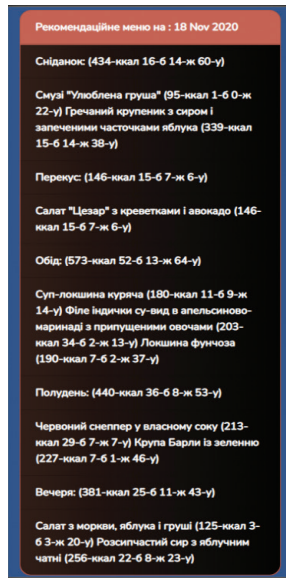 Рекомендаційне меню на : 18 Nov 2020
Сніданок: (434-ккал 16-б 14-ж 60-у)
Смузі "Улюблена груша" (95-ккал 1-б 0-ж
22-у) Гречаний крупеник з сиром і
запеченими часточками яблука (339-ккал
15-б 14-ж 38-у)
Перекус: (146-ккал 15-б 7-ж 6-у)
Салат "Цезар" з креветками і авокадо (146-
ккал 15-б 7-ж 6-у)
Обід: (573-ккал 52-б 13-ж 64-у)
Суп-локшина куряча (180-ккал 11-б 9-ж
14-у) Філе індички су-вид в апельсиново-
маринаді з припущеними овочами (203-
ккал 34-б 2-ж 13-у) Локшина фунчоза
(190-ккал 7-б 2-ж 37-у)
Полудень: (440-ккал 36-б 8-ж 53-у)
Червоний снеппер у власному соку (213-
ккал 29-б 7-ж 7-у) Крупа Барли із зеленню
(227-ккал 7-б 1-ж 46-у)
Вечеря: (381-ккал 25-б 11-ж 43-у)
Салат з моркви, яблука і груші (125-ккал 3-
б 3-ж 20-у) Розсипчастий сир з яблучним
чатні (256-ккал 22-б 8-ж 23-у)